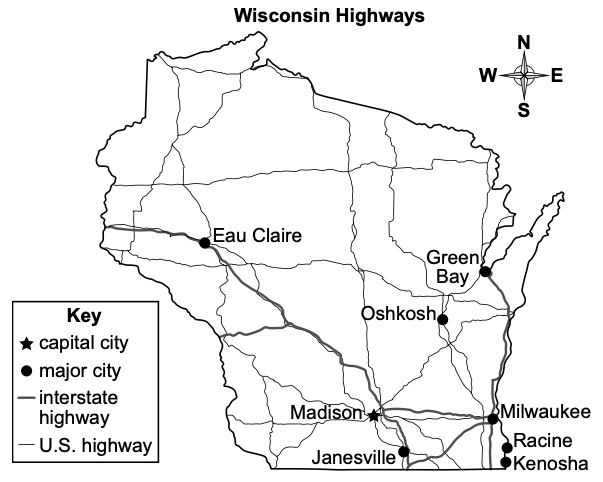 Wisconsin Highways
N
W E
S
Eau Claire
Green
Bay
Oshkosh
Key
capital city
major city
interstate
highway
U.S. highway
Madison
Milwaukee
Racine
Janesville
Kenosha